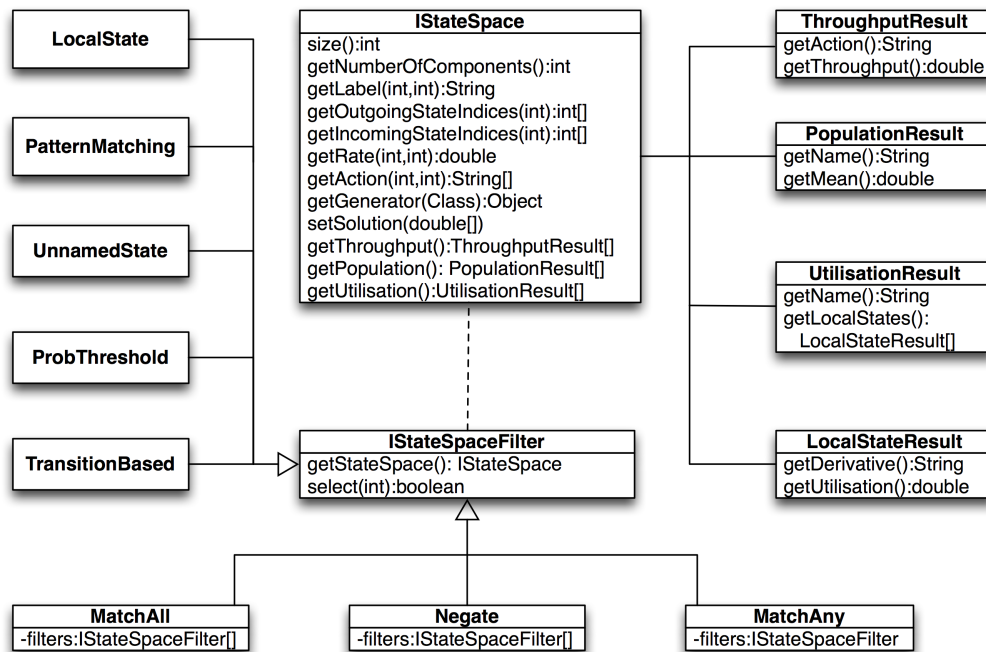 LocalState
PatternMatching
UnnamedState
ProbThreshold
TransitionBased
IStateSpace
size():int
getNumberOfComponents():int
getLabel(int,int):String
getOutgoingStateIndices(int):int[]
getIncomingStateIndices(int):int[]
getRate(int,int):double
getAction(int,int):String[]
getGenerator(Class):Object
setSolution(double[])
getThroughput():ThroughputResult[]
getPopulation(): PopulationResult[]
getUtilisation():UtilisationResult[]
ThroughputResult
getAction():String
getThroughput():double
PopulationResult
getName():String
getMean():double
UtilisationResult
getName():String
getLocalStates():
LocalStateResult[]
LocalStateResult
getDerivative():String
getUtilisation():double
IStateSpaceFilter
getStateSpace(): IStateSpace
select(int):boolean
MatchAll
-filters:IStateSpaceFilter[]
Negate
-filters:IStateSpaceFilter[]
MatchAny
-filters:IStateSpaceFilter